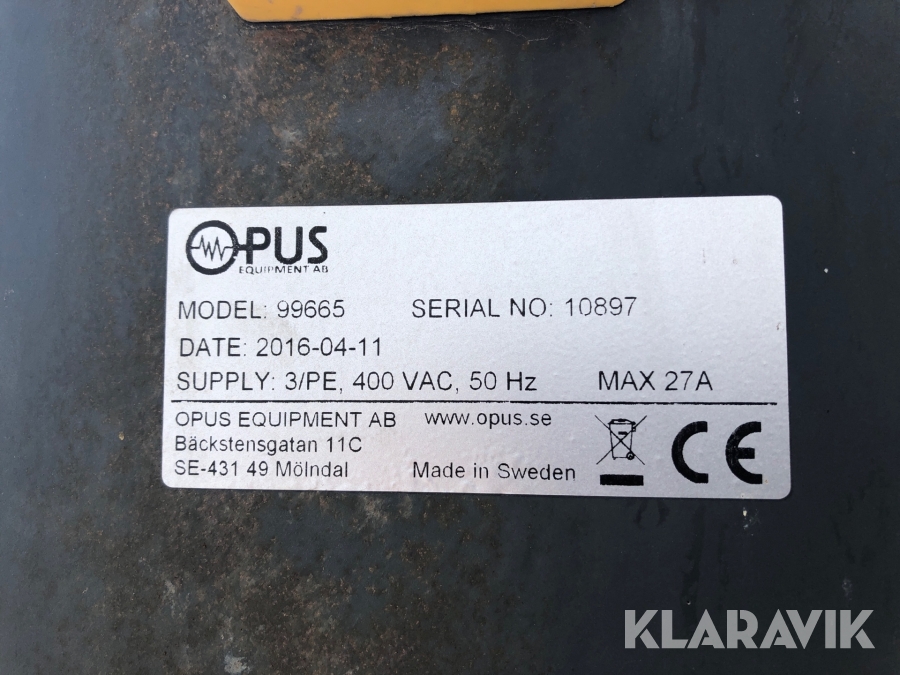 OPUS
EQUIPMENT AB
MODEL: 99665 SERIAL NO: 10897
DATE: 2016-04-11
SUPPLY: 3/PE, 400 VAC, 50 Hz MAX 27A
OPUS EQUIPMENT AB www.opus.se
Bäckstensgatan 11C
SE-431 49 Mölndal Made in Sweden
CE
KLARAVIK